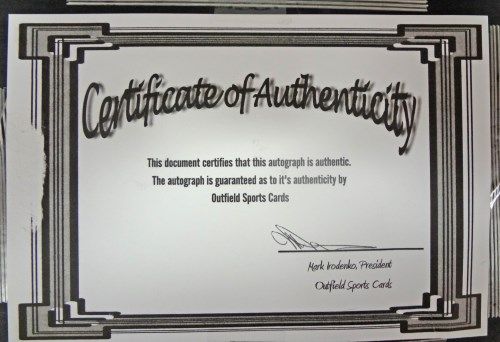 Certificate of Authenticity
This document certifies that this autograph is authentic.
The autograph is guaranteed as to it's authenticity by
Outfield Sports Cards
Mark Irodenko, President
Outfield Sports Cards